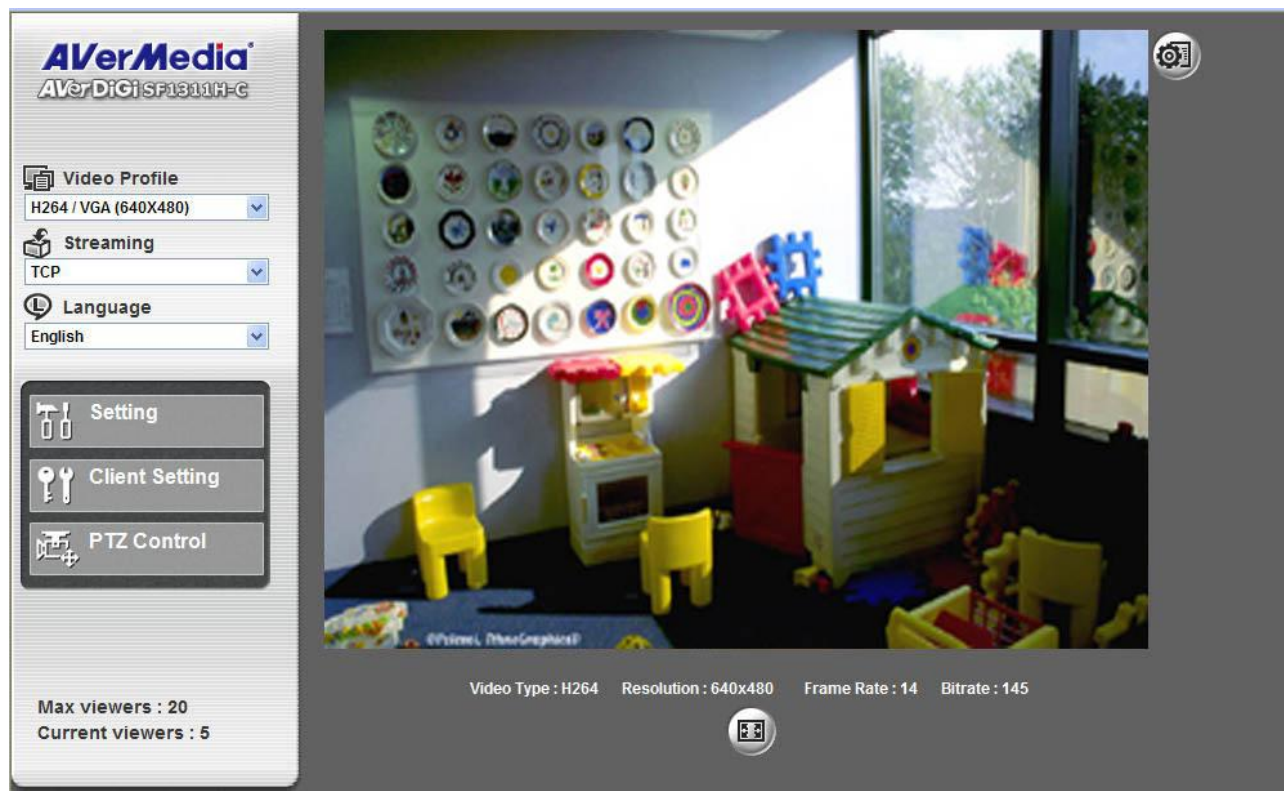 AVerMedia
AVerDiGi SF1311H-C
Video Profile
H264 / VGA (640X480)
Streaming
TCP
Language
English
Setting
Client Setting
PTZ Control
Max viewers : 20
Current viewers : 5
Video Type : H264 Resolution : 640x480 Frame Rate : 14 Bitrate : 145